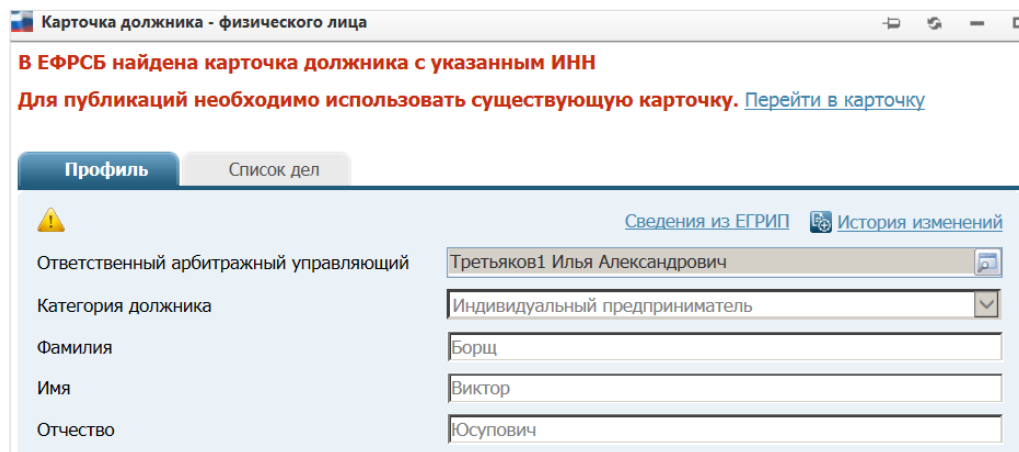 Карточка должника - физического лица
В ЕФРСБ найдена карточка должника с указанным ИНН
Для публикаций необходимо использовать существующую карточку. Перейти в карточку
Профиль Список дел
Сведения из ЕГРИП История изменений
Ответственный арбитражный управляющий Третьяков1 Илья Александрович
Категория должника Индивидуальный предприниматель
Фамилия Борщ
Имя Виктор
Отчество Юсупович